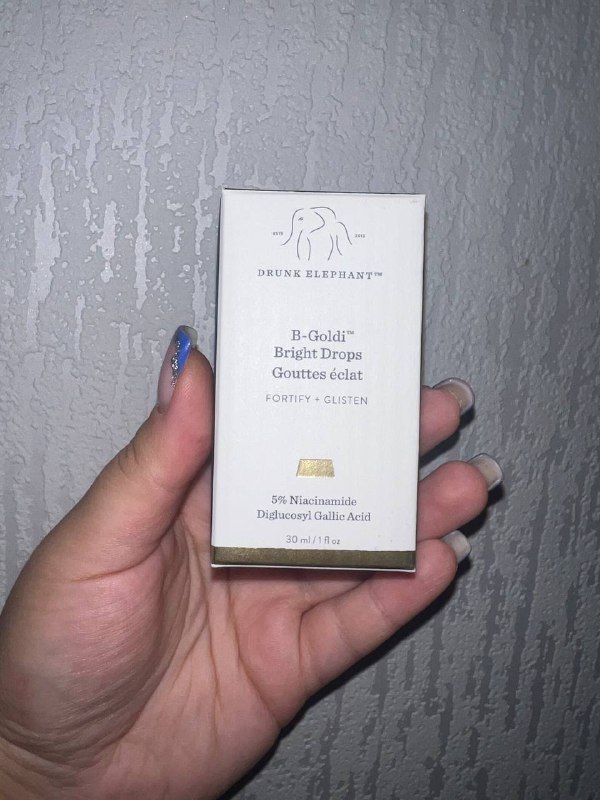 ESTD 2012
DRUNK ELEPHANT™
B-Goldi™
Bright Drops
Gouttes éclat
FORTIFY + GLISTEN
5% Niacinamide
Diglucosyl Gallic Acid
30 ml / 1 fl oz